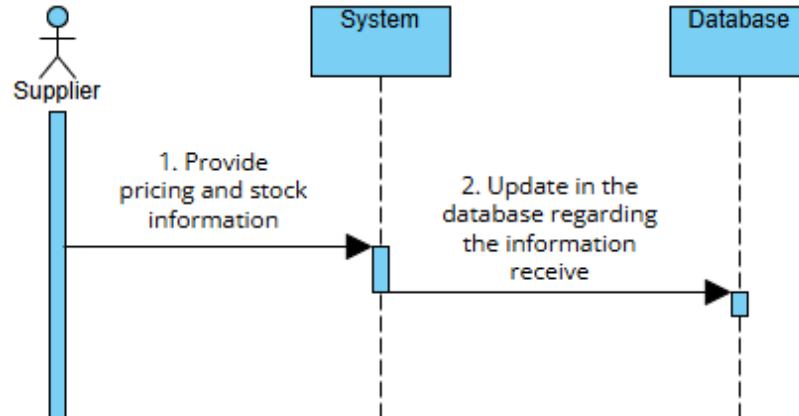 System
Database
Supplier
1. Provide
pricing and stock
information
2. Update in the
database regarding
the information
receive